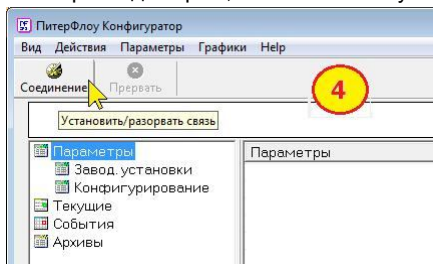 ПитерФлоу Конфигуратор
Вид Действия Параметры Графики Help
Соединение Прервать
4
Установить/разорвать связь
Параметры Параметры
Завод. установки
Конфигурирование
Текущие
События
Архивы